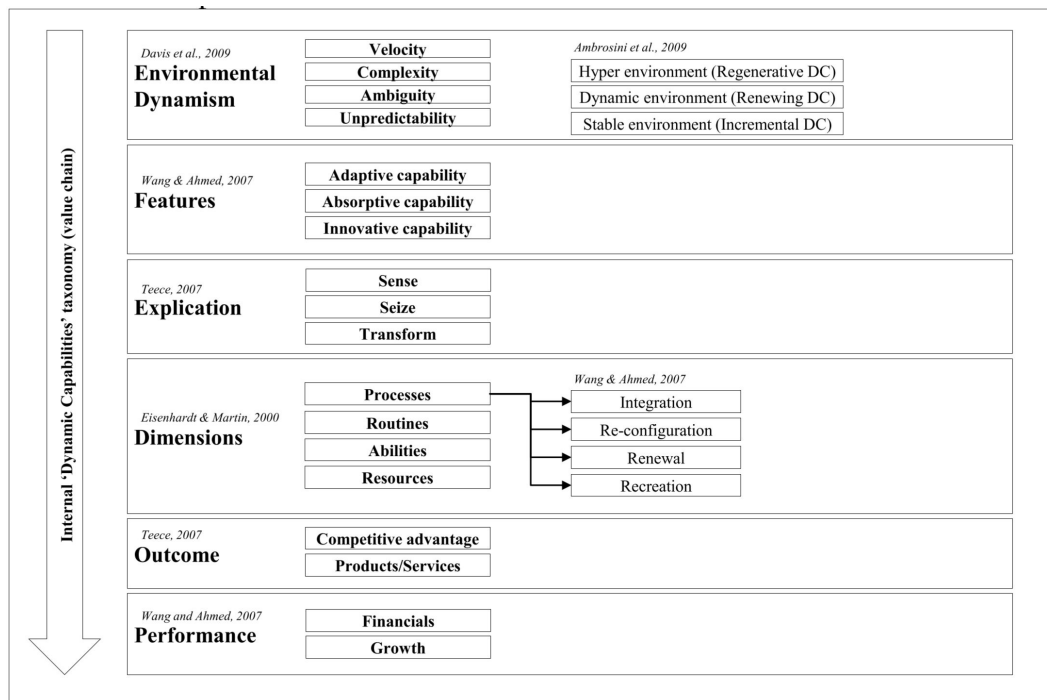 Internal ‘Dynamic Capabilities’ taxonomy (value chain)
Davis et al., 2009
Environmental
Dynamism
Velocity
Complexity
Ambiguity
Unpredictability
Ambrosini et al., 2009
Hyper environment (Regenerative DC)
Dynamic environment (Renewing DC)
Stable environment (Incremental DC)
Wang & Ahmed, 2007
Features
Adaptive capability
Absorptive capability
Innovative capability
Teece, 2007
Explication
Sense
Seize
Transform
Eisenhardt & Martin, 2000
Dimensions
Processes
Routines
Abilities
Resources
Wang & Ahmed, 2007
Integration
Re-configuration
Renewal
Recreation
Teece, 2007
Outcome
Competitive advantage
Products/Services
Wang and Ahmed, 2007
Performance
Financials
Growth